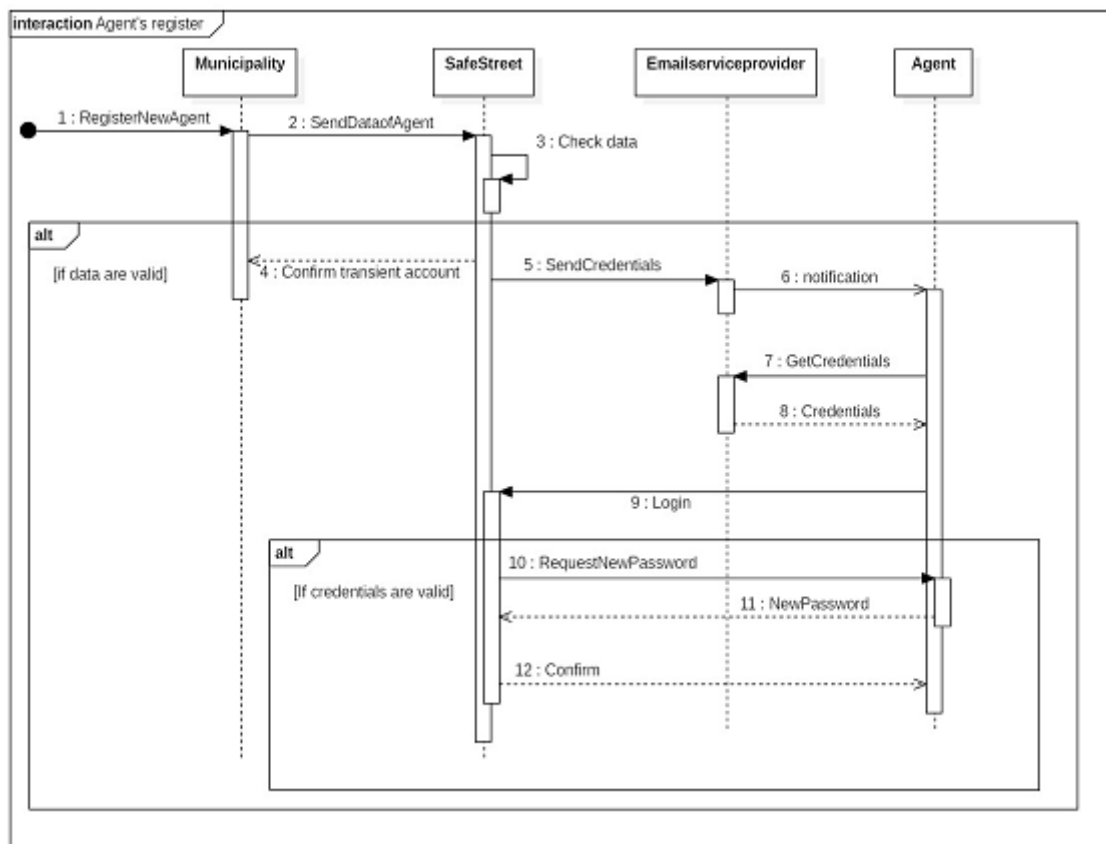 interaction Agent's register
Municipality
SafeStreet
Emailserviceprovider
Agent
1 : RegisterNewAgent
2 : SendDataofAgent
3 : Check data
alt
[if data are valid]
4 : Confirm transient account
5 : SendCredentials
6 : notification
7 : GetCredentials
8 : Credentials
9 : Login
alt
[If credentials are valid]
10 : RequestNewPassword
11 : NewPassword
12 : Confirm